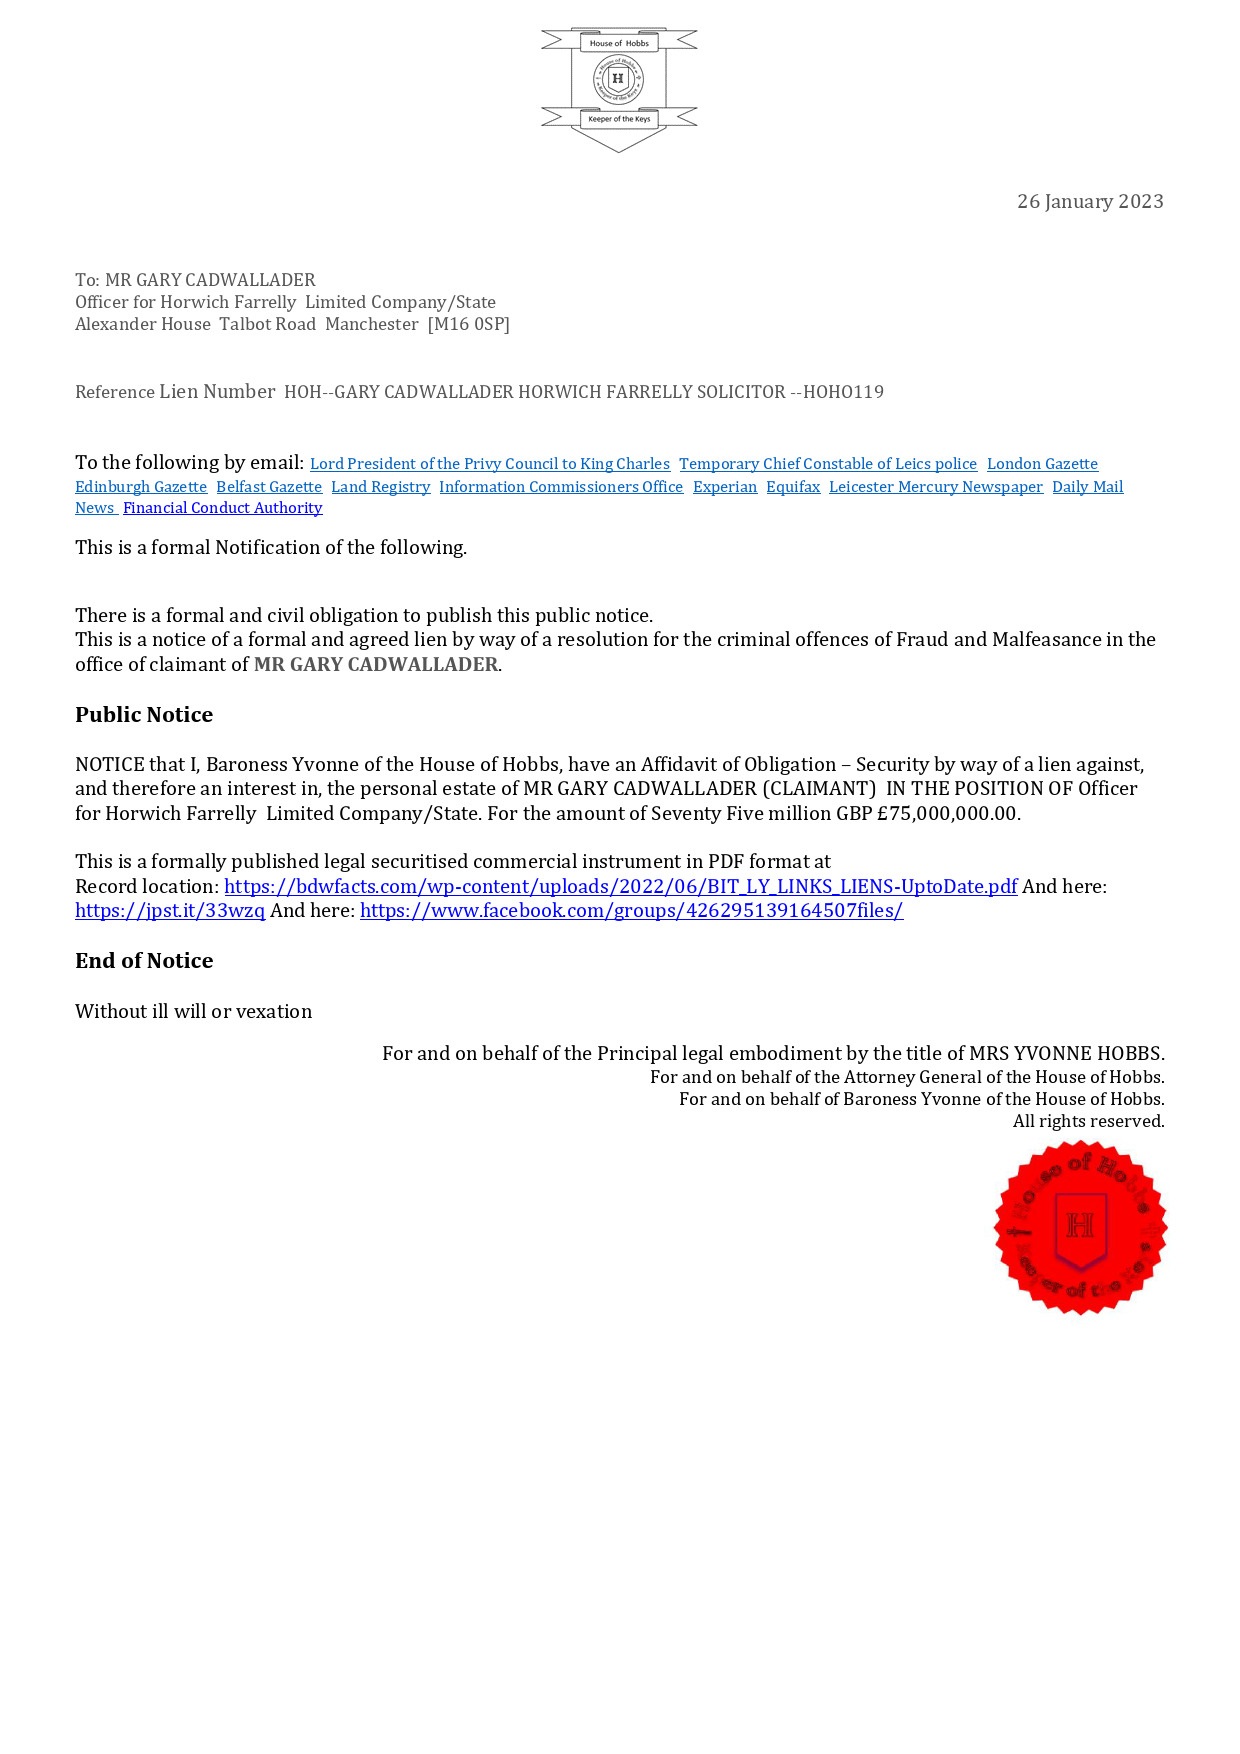 House of Hobbs
House of Hobbs
H
Keeper of the Keys
Keeper of the Keys
26 January 2023
To: MR GARY CADWALLADER
Officer for Horwich Farrelly Limited Company/State
Alexander House Talbot Road Manchester [M16 0SP]
Reference Lien Number HOH--GARY CADWALLADER HORWICH FARRELLY SOLICITOR --HOHO119
To the following by email: Lord President of the Privy Council to King Charles Temporary Chief Constable of Leics police London Gazette
Edinburgh Gazette Belfast Gazette Land Registry Information Commissioners Office Experian Equifax Leicester Mercury Newspaper Daily Mail
News Financial Conduct Authority
This is a formal Notification of the following.
There is a formal and civil obligation to publish this public notice.
This is a notice of a formal and agreed lien by way of a resolution for the criminal offences of Fraud and Malfeasance in the
office of claimant of MR GARY CADWALLADER.
Public Notice
NOTICE that I, Baroness Yvonne of the House of Hobbs, have an Affidavit of Obligation – Security by way of a lien against,
and therefore an interest in, the personal estate of MR GARY CADWALLADER (CLAIMANT) IN THE POSITION OF Officer
for Horwich Farrelly Limited Company/State. For the amount of Seventy Five million GBP £75,000,000.00.
This is a formally published legal securitised commercial instrument in PDF format at
Record location: https://bdwfacts.com/wp-content/uploads/2022/06/BIT_LY_LINKS_LIENS-UptoDate.pdf And here:
https://jpst.it/33wzq And here: https://www.facebook.com/groups/426295139164507files/
End of Notice
Without ill will or vexation
For and on behalf of the Principal legal embodiment by the title of MRS YVONNE HOBBS.
For and on behalf of the Attorney General of the House of Hobbs.
For and on behalf of Baroness Yvonne of the House of Hobbs.
All rights reserved.
House of Hobbs
H
Keeper of the Keys